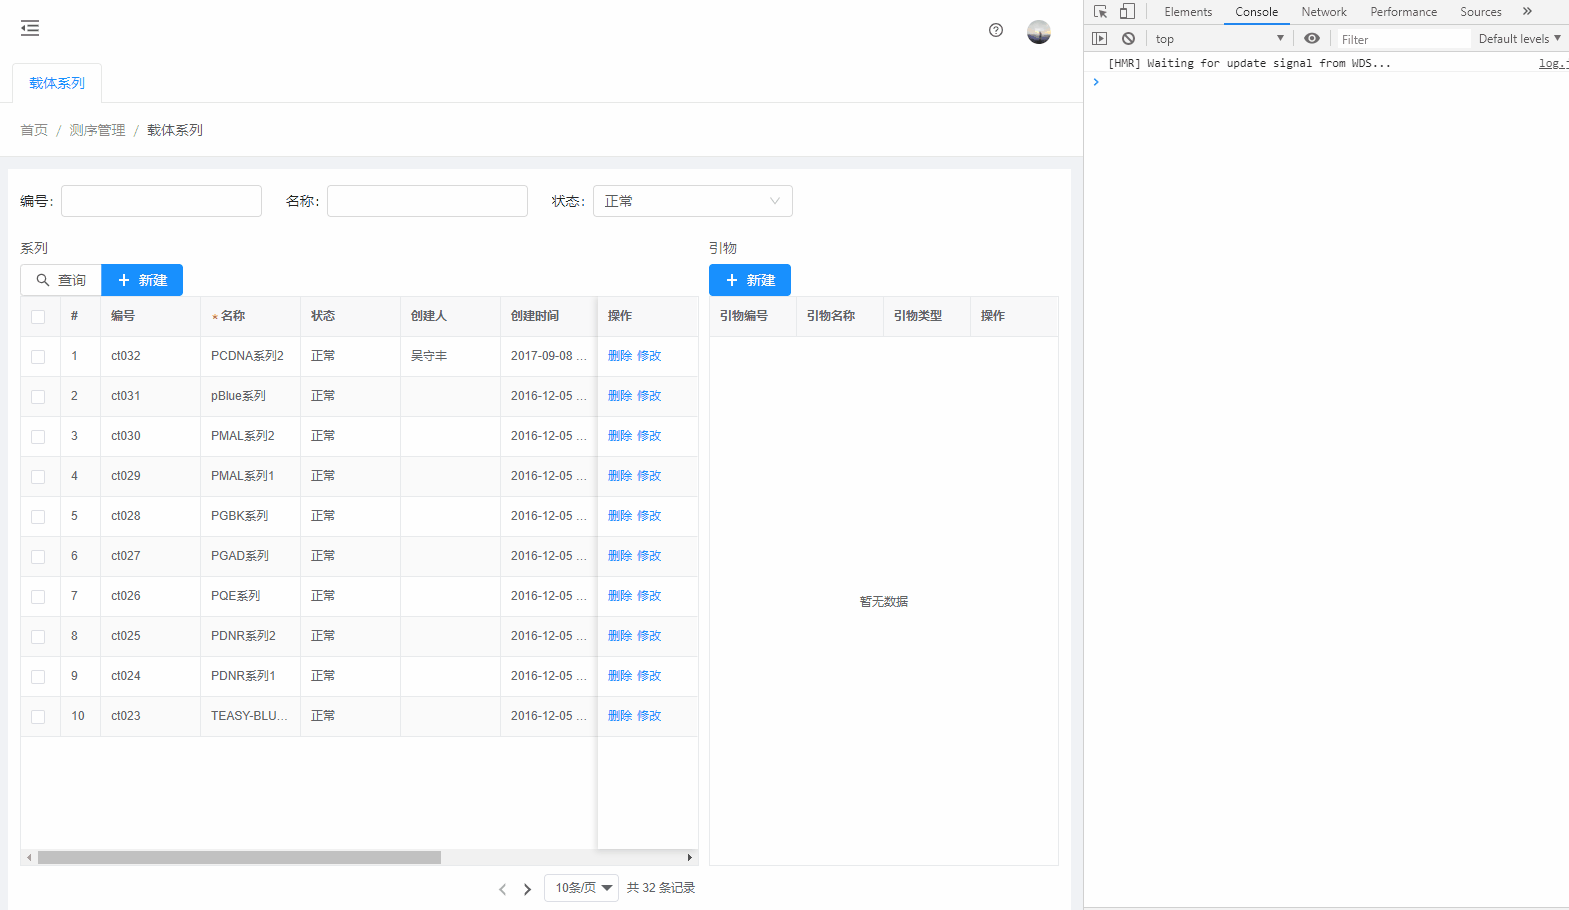 载体系列
首页 / 测序管理 / 载体系列
编号: 名称: 状态: 正常
系列
查询 + 新建
# 编号 * 名称 状态 创建人 创建时间 操作
1 ct032 PCDNA系列2 正常 吴守丰 2017-09-08 ... 删除 修改
2 ct031 pBlue系列 正常 2016-12-05 ... 删除 修改
3 ct030 PMAL系列2 正常 2016-12-05 ... 删除 修改
4 ct029 PMAL系列1 正常 2016-12-05 ... 删除 修改
5 ct028 PGBK系列 正常 2016-12-05 ... 删除 修改
6 ct027 PGAD系列 正常 2016-12-05 ... 删除 修改
7 ct026 PQE系列 正常 2016-12-05 ... 删除 修改
8 ct025 PDNR系列2 正常 2016-12-05 ... 删除 修改
9 ct024 PDNR系列1 正常 2016-12-05 ... 删除 修改
10 ct023 TEASY-BLU... 正常 2016-12-05 ... 删除 修改
10条/页 共 32 条记录
引物
+ 新建
引物编号 引物名称 引物类型 操作
暂无数据
Elements Console Network Performance Sources »
top Filter Default levels
[HMR] Waiting for update signal from WDS... log.j